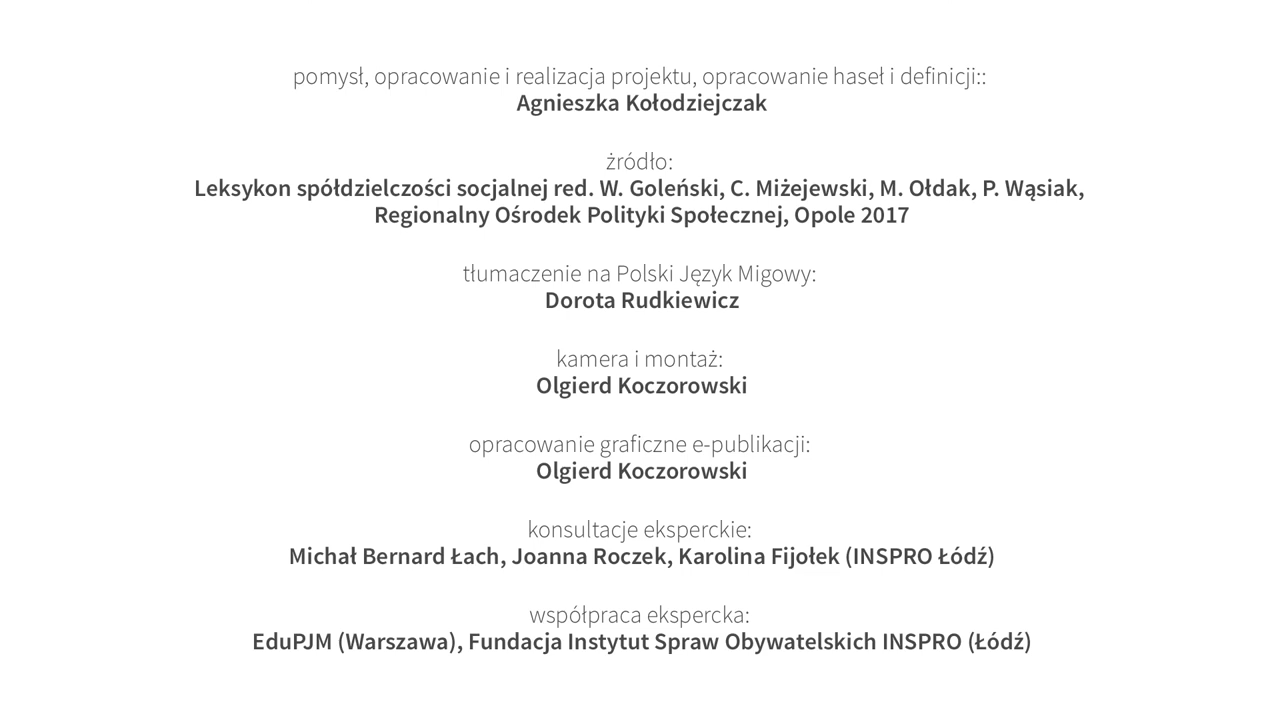 pomysł, opracowanie i realizacja projektu, opracowanie haseł i definicji::
Agnieszka Kołodziejczak
żródło:
Leksykon spółdzielczości socjalnej red. W. Goleński, C. Miżejewski, M. Ołdak, P. Wąsiak,
Regionalny Ośrodek Polityki Społecznej, Opole 2017
tłumaczenie na Polski Język Migowy:
Dorota Rudkiewicz
kamera i montaż:
Olgierd Koczorowski
opracowanie graficzne e-publikacji:
Olgierd Koczorowski
konsultacje eksperckie:
Michał Bernard Łach, Joanna Roczek, Karolina Fijołek (INSPRO Łódź)
współpraca ekspercka:
EduPJM (Warszawa), Fundacja Instytut Spraw Obywatelskich INSPRO (Łódź)